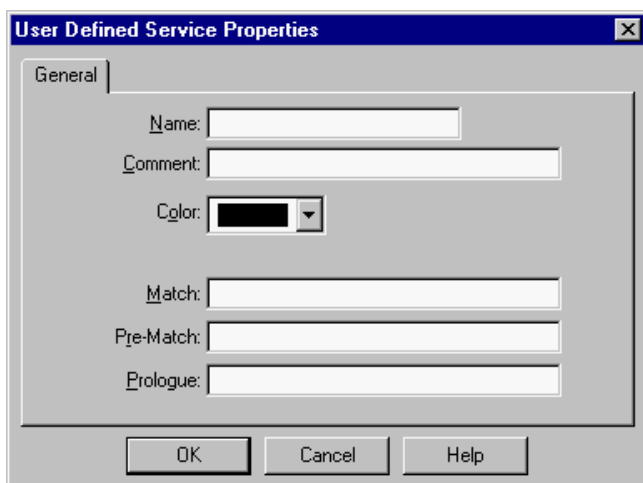 User Defined Service Properties
General
Name:
Comment:
Color:
Match:
Pre-Match:
Prologue:
OK Cancel Help